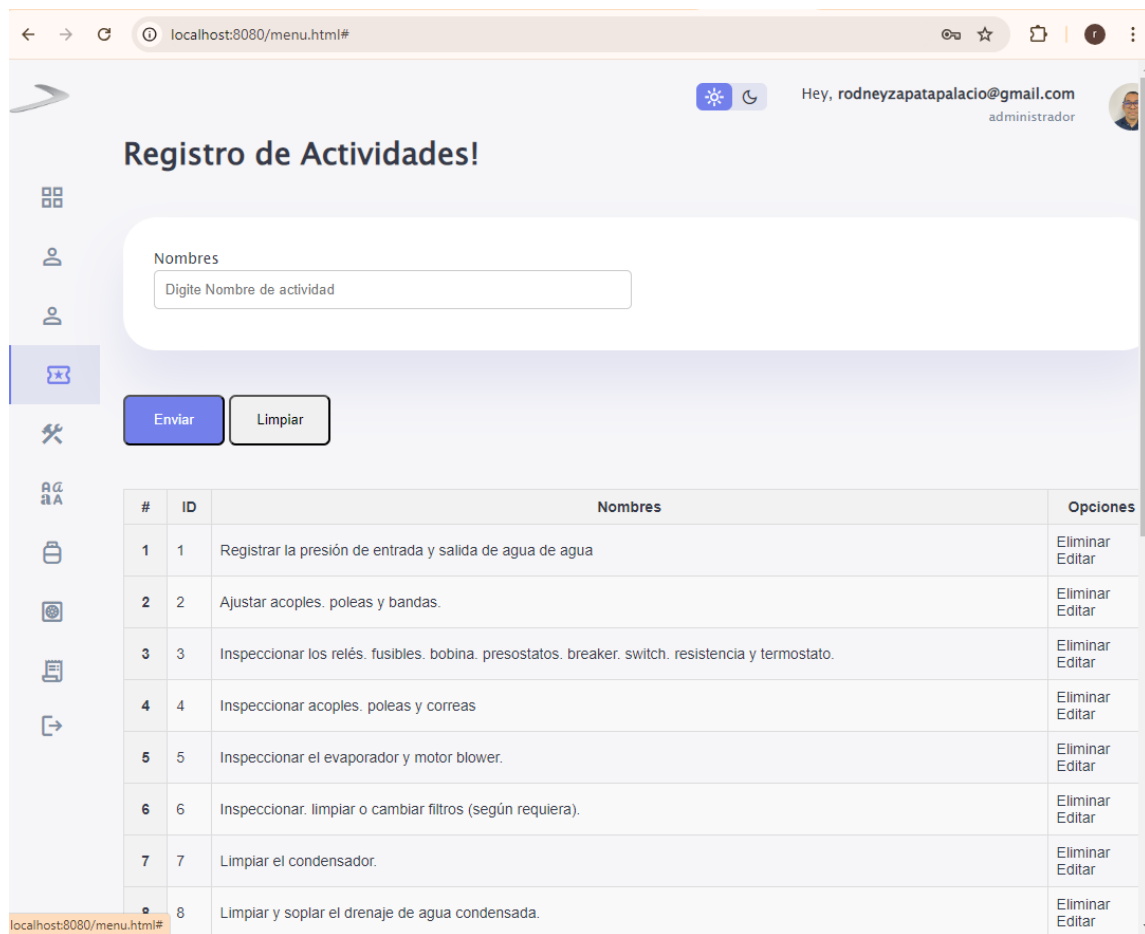 localhost:8080/menu.html#
r
Hey, rodneyzapatapalacio@gmail.com
administrador
Registro de Actividades!
Nombres
Digite Nombre de actividad
Enviar Limpiar
# ID Nombres Opciones
1 1 Registrar la presión de entrada y salida de agua de agua Eliminar
Editar
2 2 Ajustar acoples. poleas y bandas. Eliminar
Editar
3 3 Inspeccionar los relés. fusibles. bobina. presostatos. breaker. switch. resistencia y termostato. Eliminar
Editar
4 4 Inspeccionar acoples. poleas y correas Eliminar
Editar
5 5 Inspeccionar el evaporador y motor blower. Eliminar
Editar
6 6 Inspeccionar. limpiar o cambiar filtros (según requiera). Eliminar
Editar
7 7 Limpiar el condensador. Eliminar
Editar
8 8 Limpiar y soplar el drenaje de agua condensada. Eliminar
Editar
localhost:8080/menu.html#